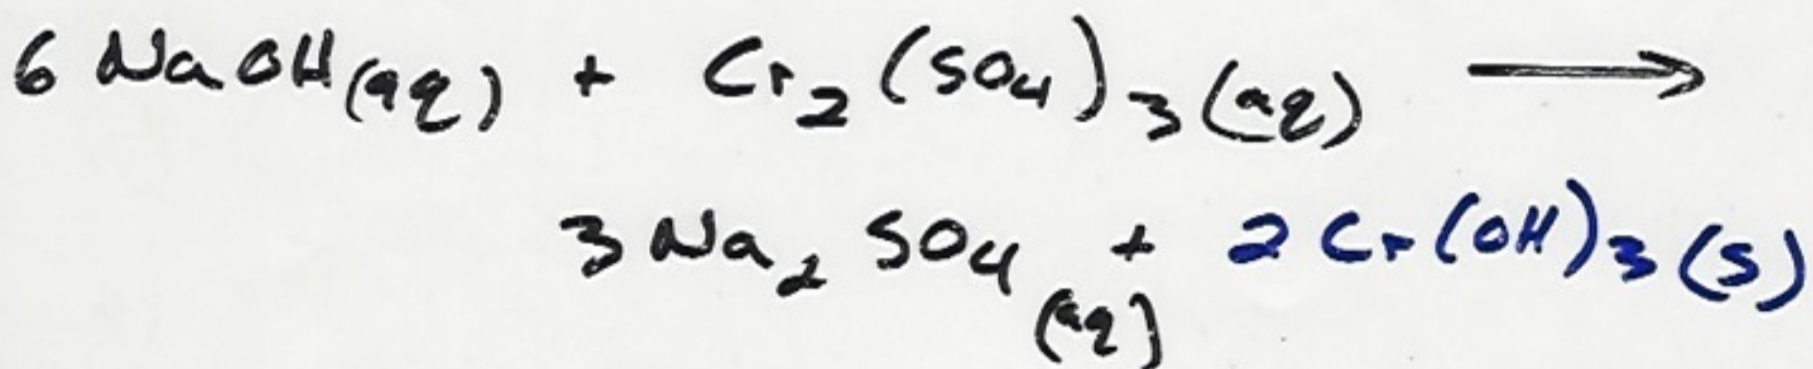 6 NaOH(aq) + Cr₂(SO₄)₃(aq) ⟶
3 Na₂SO₄(aq) + 2 Cr(OH)₃(s)